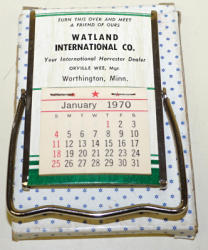 TURN THIS OVER AND MEET
A FRIEND OF OURS
WATLAND
INTERNATIONAL CO.
Your International Harvester Dealer
ORVILLE WEE, Mgr.
Worthington, Minn.
January 1970
1 2 3
4 5 6 7 8 9 10
11 12 13 14 15 16 17
18 19 20 21 22 23 24
25 26 27 28 29 30 31